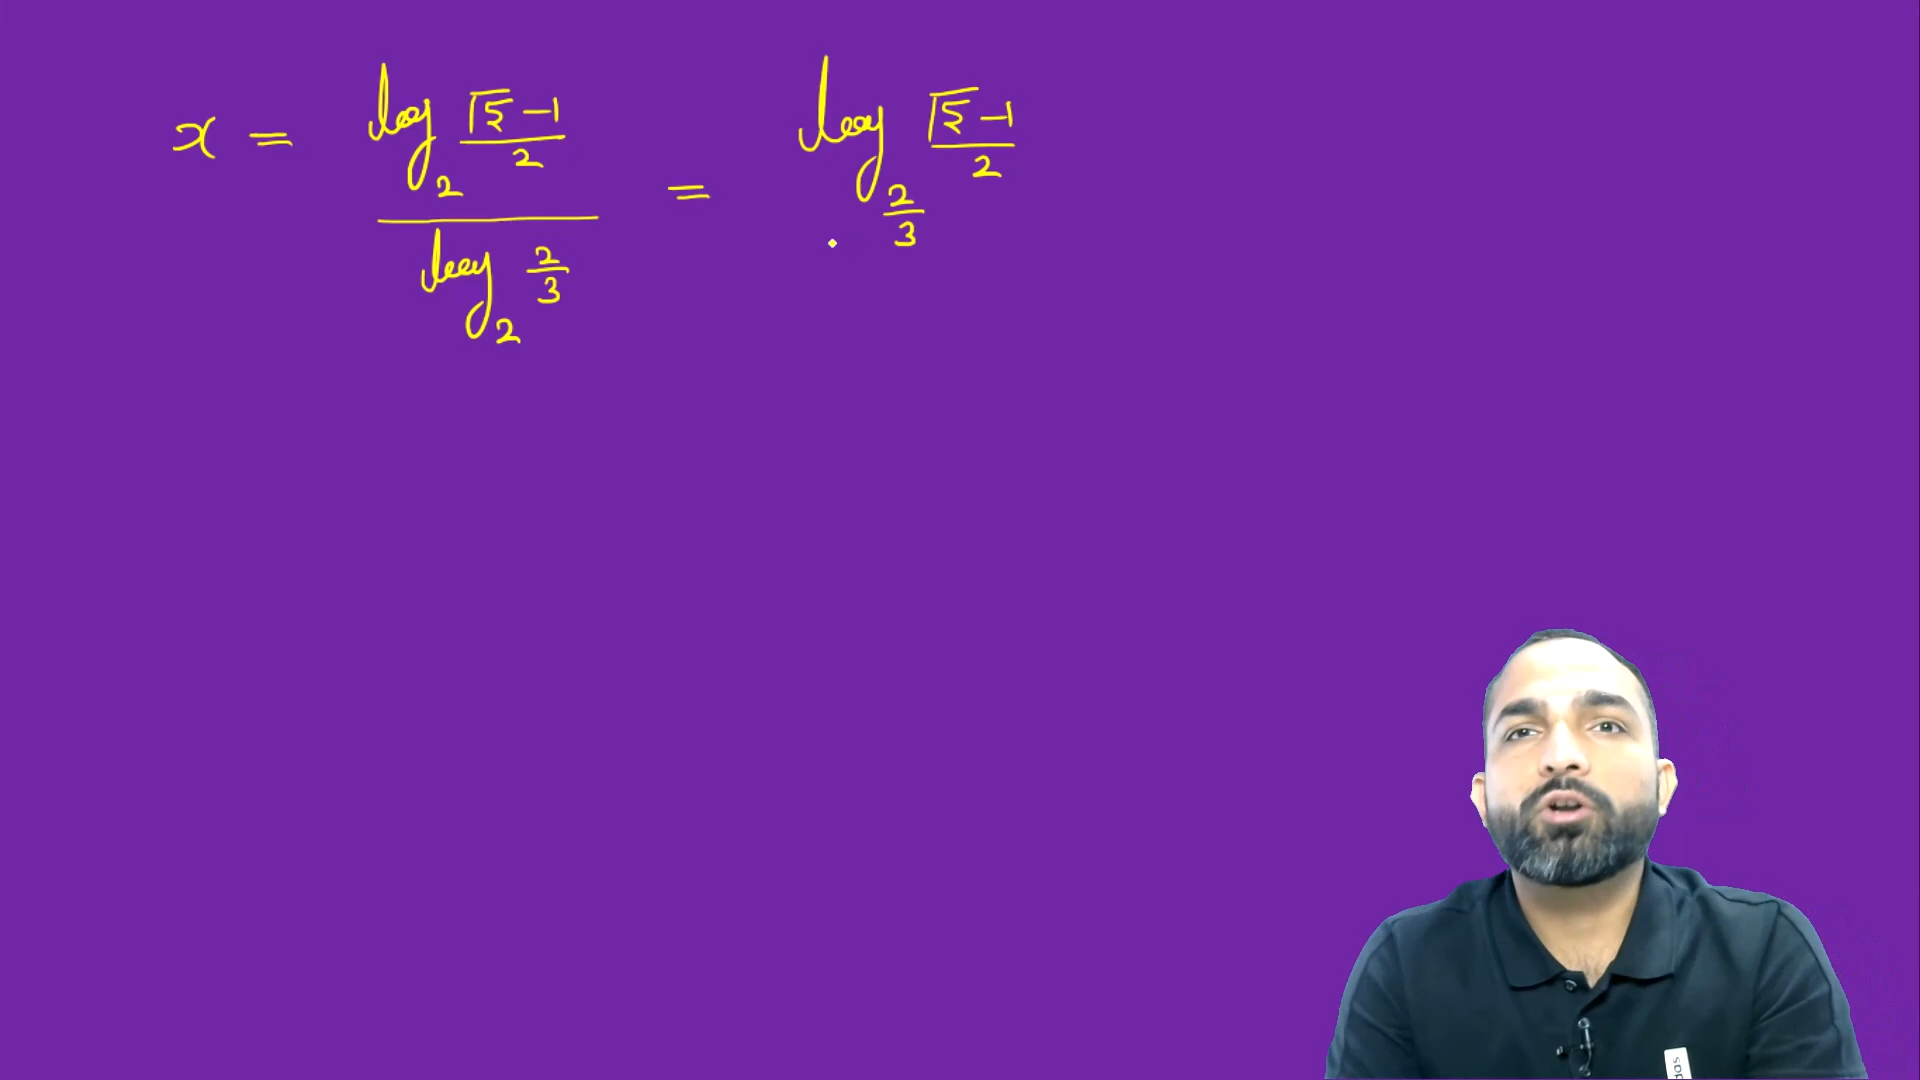 x = log₂ (√5 − 1)/2 / log₂ 2/3 = log_{2/3} (√5 − 1)/2